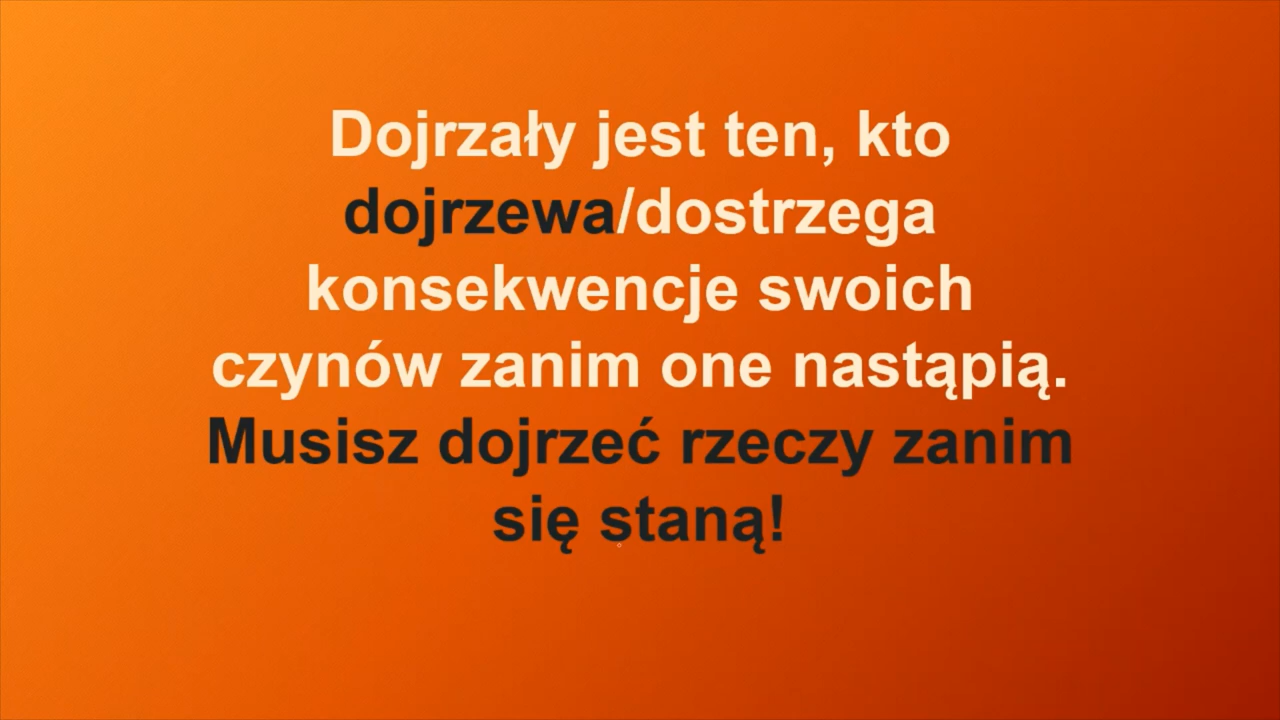 Dojrzały jest ten, kto
dojrzewa/dostrzega
konsekwencje swoich
czynów zanim one nastąpią.
Musisz dojrzeć rzeczy zanim
się staną!